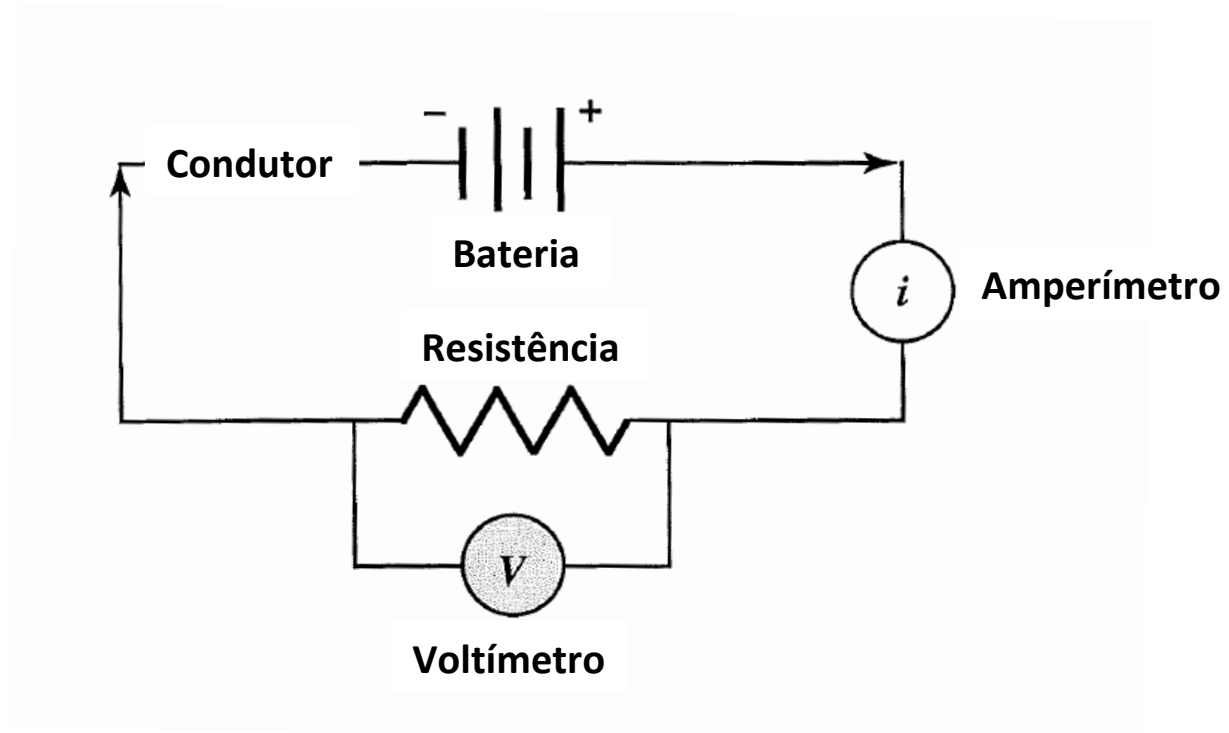 − +
Condutor
Bateria
i
Amperímetro
Resistência
V
Voltímetro